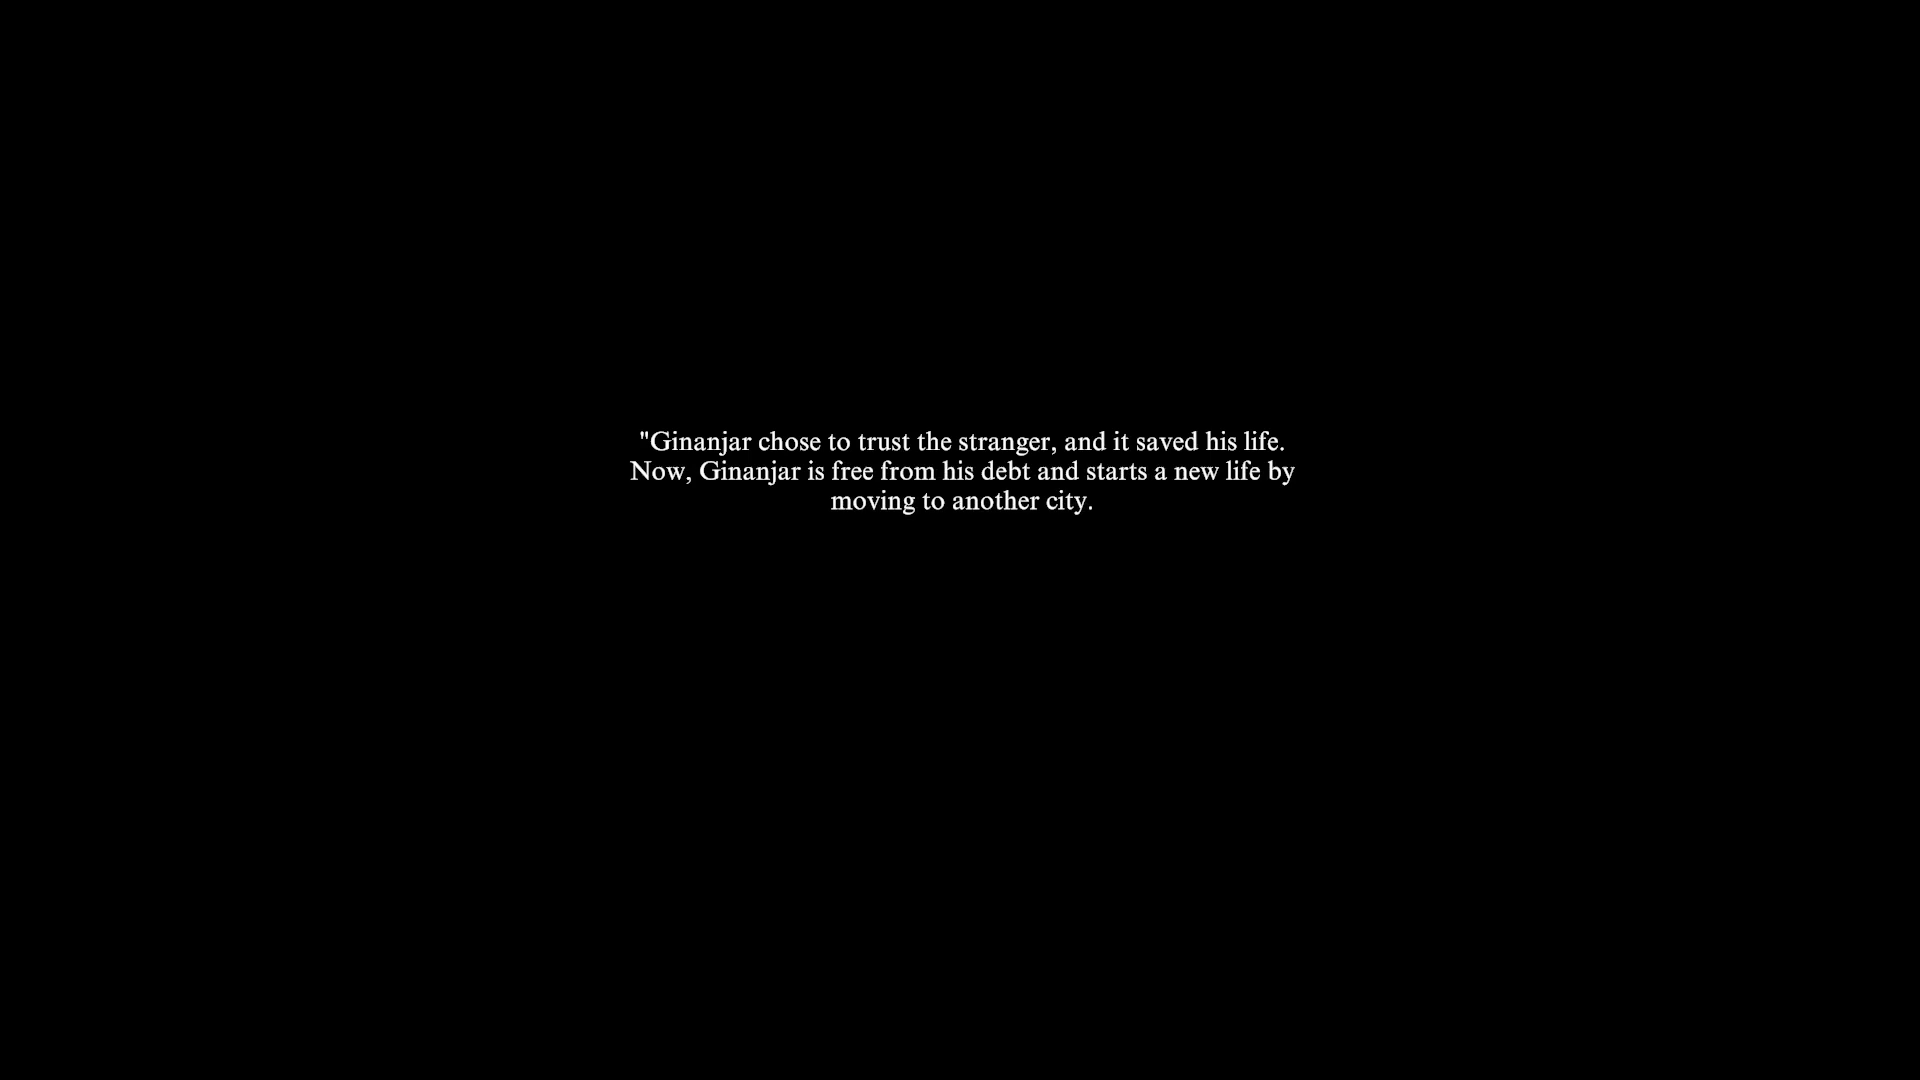 "Ginanjar chose to trust the stranger, and it saved his life.
Now, Ginanjar is free from his debt and starts a new life by
moving to another city.